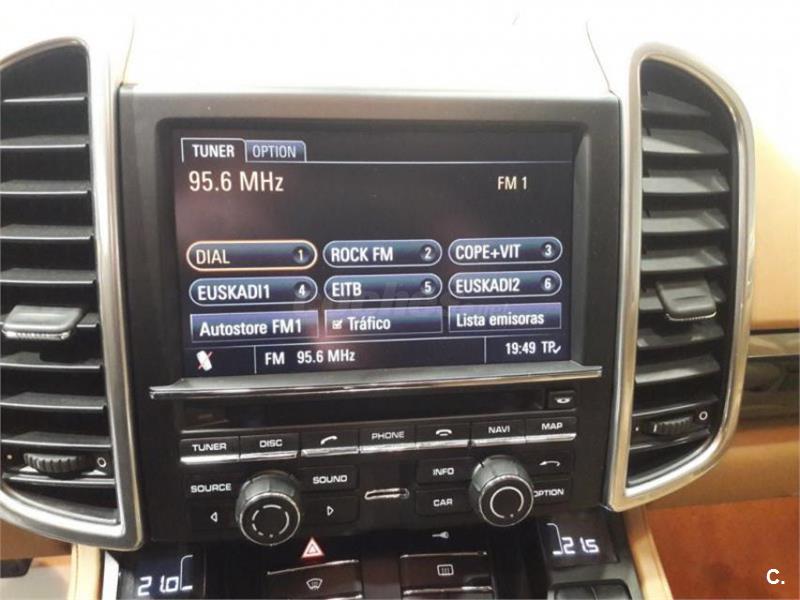 TUNER OPTION
95.6 MHz FM 1
DIAL 1 ROCK FM 2 COPE+VIT 3
EUSKADI1 4 EITB 5 EUSKADI2 6
Autostore FM1 Tráfico Lista emisoras
FM 95.6 MHz 19:49 TP
TUNER DISC PHONE NAVI MAP
SOURCE SOUND INFO
CAR OPTION
21.0 21.5
C.